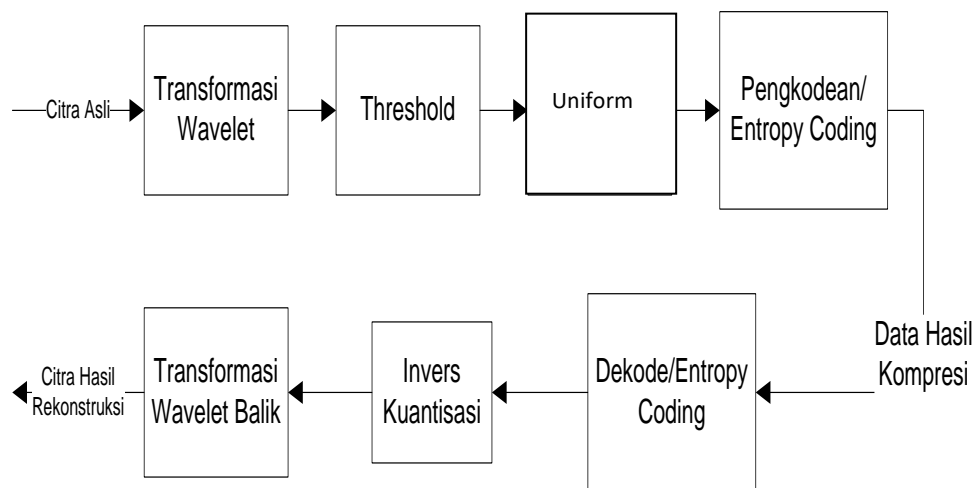 Citra Asli
Transformasi
Wavelet
Threshold
Uniform
Pengkodean/
Entropy Coding
Data Hasil
Kompresi
Dekode/Entropy
Coding
Invers
Kuantisasi
Transformasi
Wavelet Balik
Citra Hasil
Rekonstruksi